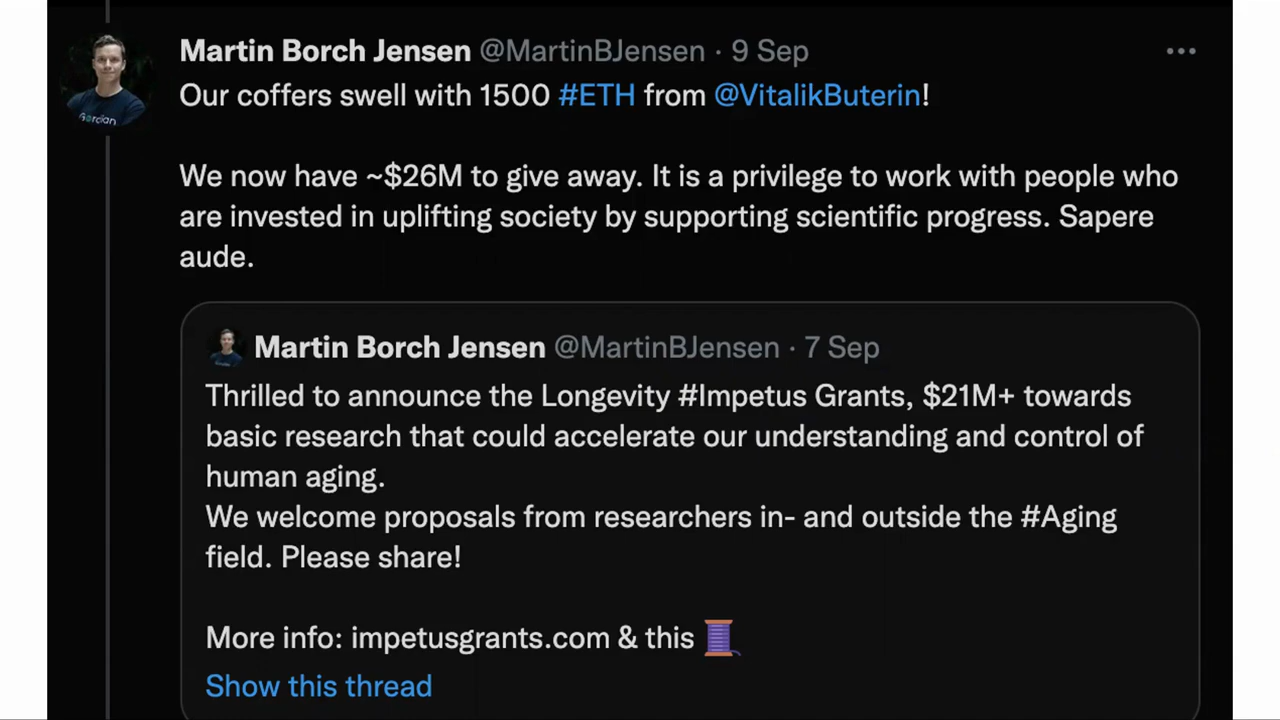 Martin Borch Jensen @MartinBJensen · 9 Sep
Our coffers swell with 1500 #ETH from @VitalikButerin!
We now have ~$26M to give away. It is a privilege to work with people who
are invested in uplifting society by supporting scientific progress. Sapere
aude.
Martin Borch Jensen @MartinBJensen · 7 Sep
Thrilled to announce the Longevity #Impetus Grants, $21M+ towards
basic research that could accelerate our understanding and control of
human aging.
We welcome proposals from researchers in- and outside the #Aging
field. Please share!
More info: impetusgrants.com & this 🧵
Show this thread